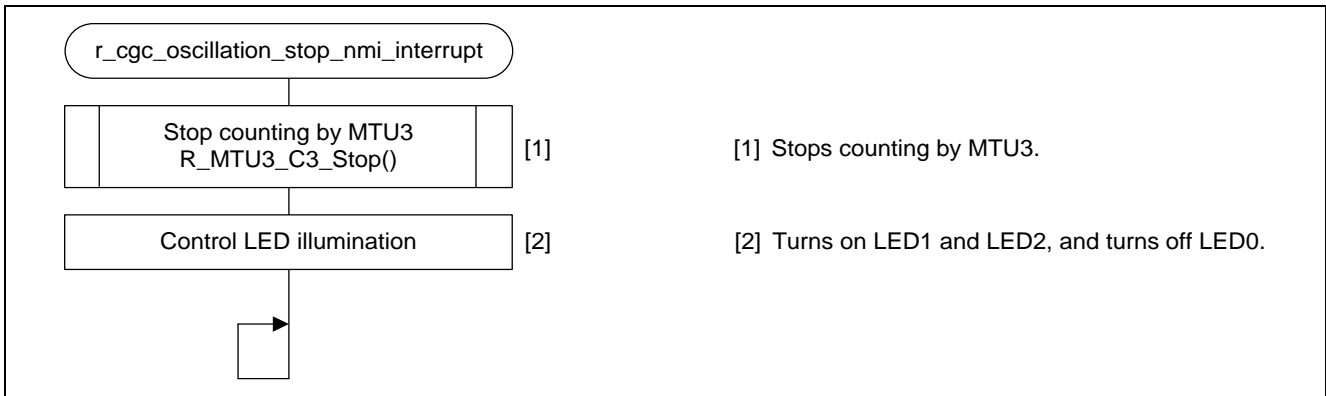 r_cgc_oscillation_stop_nmi_interrupt
Stop counting by MTU3
R_MTU3_C3_Stop()
[1]
[1] Stops counting by MTU3.
Control LED illumination
[2]
[2] Turns on LED1 and LED2, and turns off LED0.